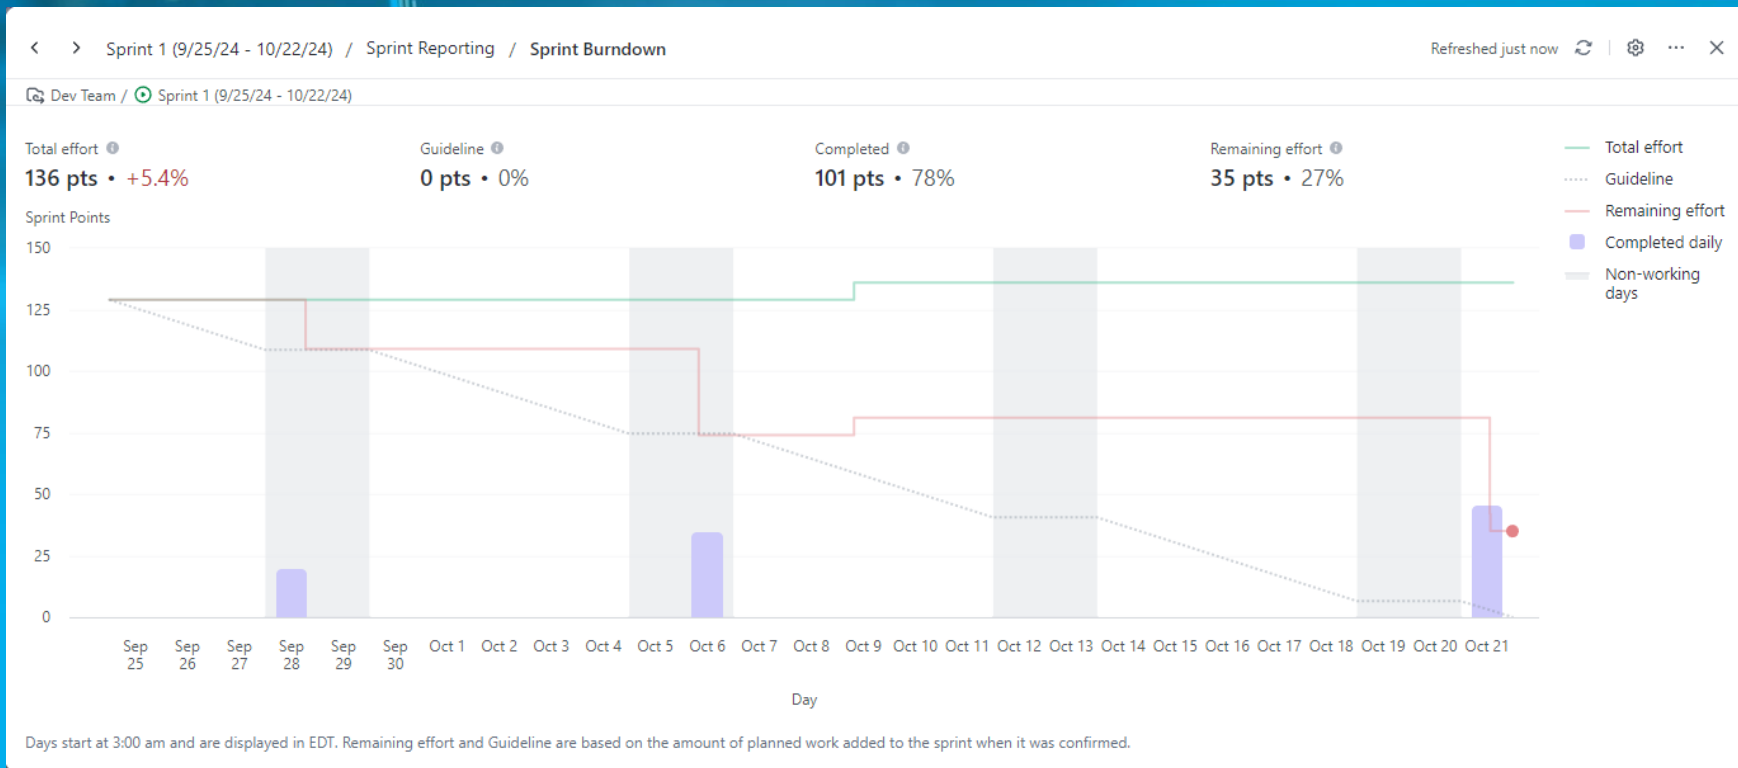 Sprint 1 (9/25/24 - 10/22/24) / Sprint Reporting / Sprint Burndown
Refreshed just now
Dev Team / Sprint 1 (9/25/24 - 10/22/24)
Total effort
136 pts • +5.4%
Guideline
0 pts • 0%
Completed
101 pts • 78%
Remaining effort
35 pts • 27%
Total effort
Guideline
Remaining effort
Completed daily
Non-working
days
Sprint Points
150
125
100
75
50
25
0
Sep
25
Sep
26
Sep
27
Sep
28
Sep
29
Sep
30
Oct 1
Oct 2
Oct 3
Oct 4
Oct 5
Oct 6
Oct 7
Oct 8
Oct 9
Oct 10
Oct 11
Oct 12
Oct 13
Oct 14
Oct 15
Oct 16
Oct 17
Oct 18
Oct 19
Oct 20
Oct 21
Day
Days start at 3:00 am and are displayed in EDT. Remaining effort and Guideline are based on the amount of planned work added to the sprint when it was confirmed.